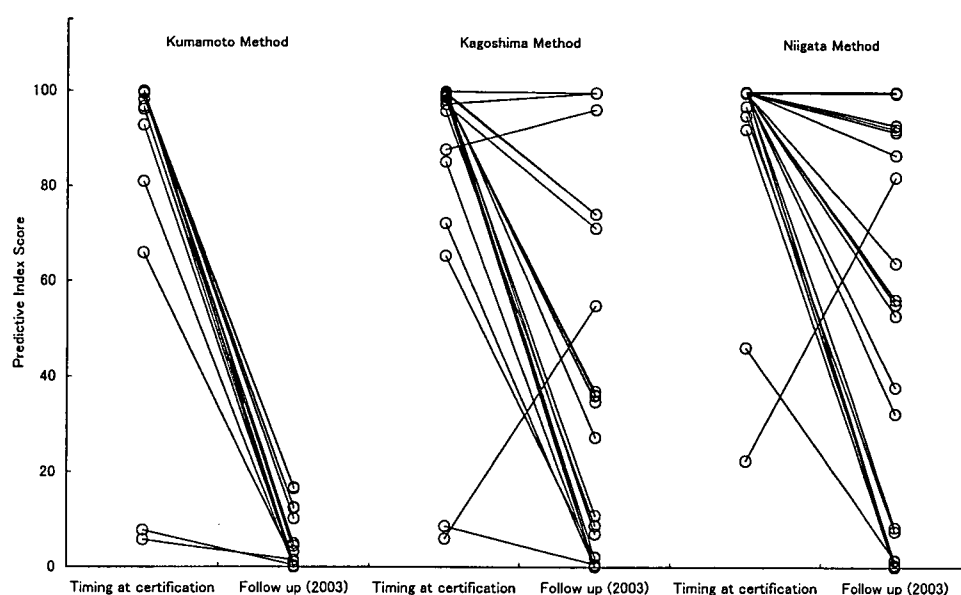 Kumamoto Method Kagoshima Method Niigata Method
Predictive Index Score
100
80
60
40
20
0
Timing at certification Follow up (2003) Timing at certification Follow up (2003) Timing at certification Follow up (2003)